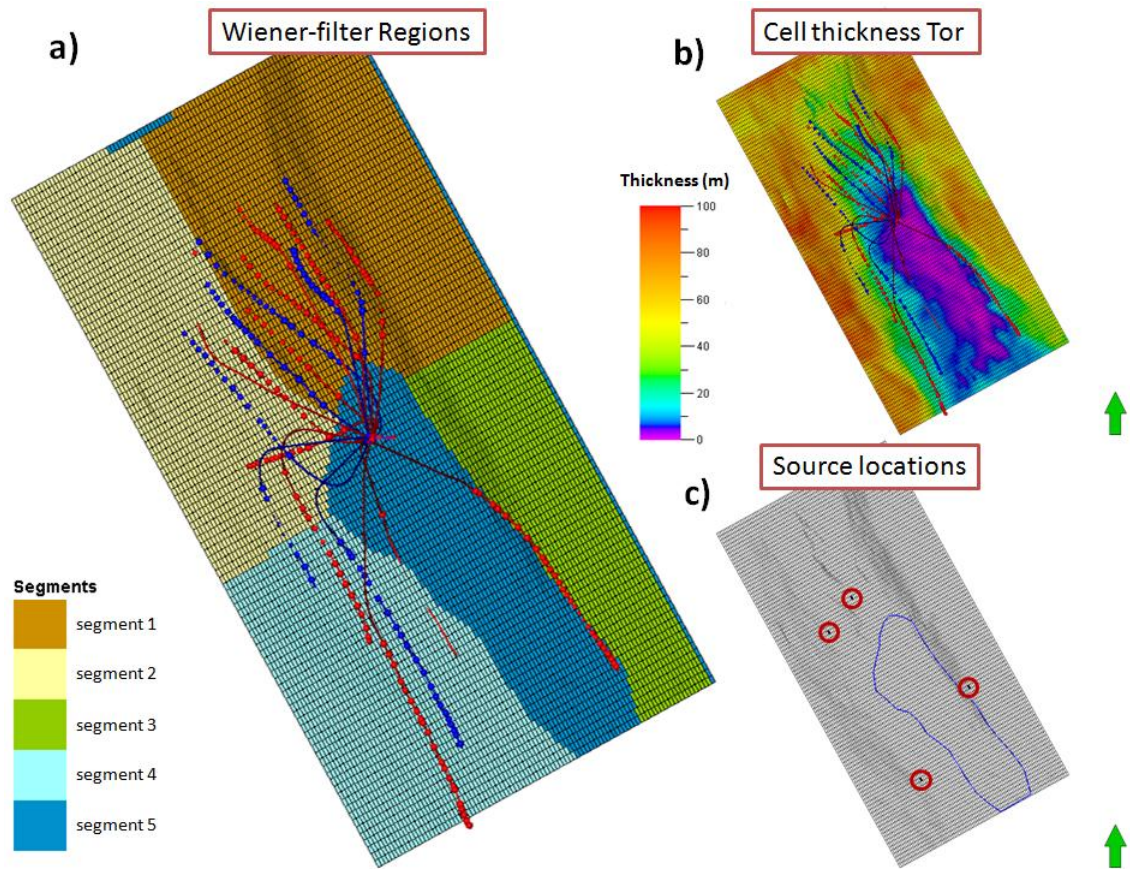 a)
Wiener-filter Regions
b)
Cell thickness Tor
Thickness (m)
100
80
60
40
20
0
c)
Source locations
Segments
segment 1
segment 2
segment 3
segment 4
segment 5